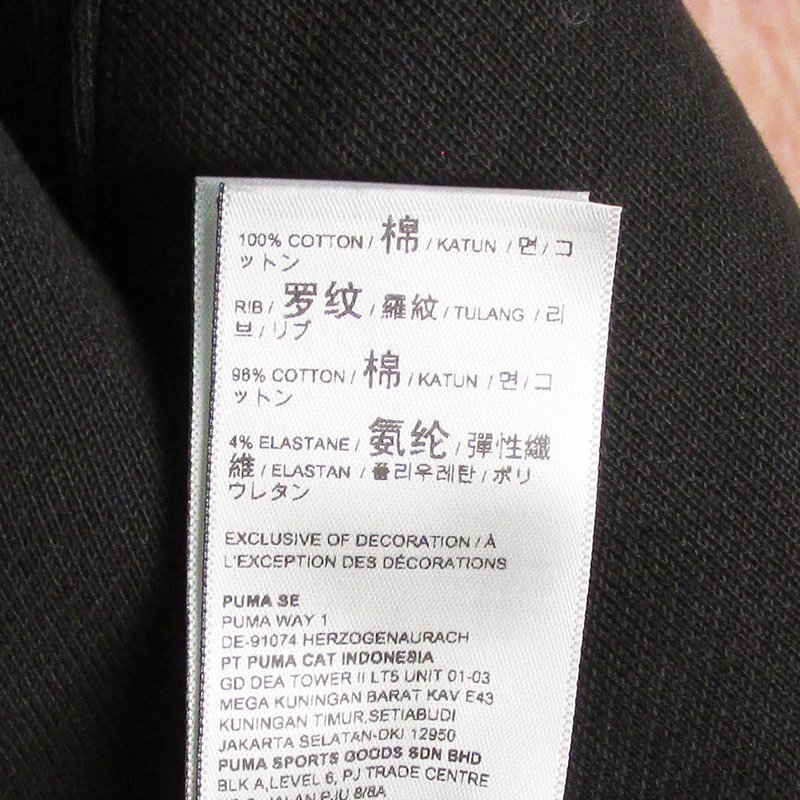 100% COTTON / 棉 / KATUN / 면 / コ
ットン
RIB / 罗纹 / 羅紋 / TULANG / 리
브 / リブ
96% COTTON / 棉 / KATUN / 면 / コ
ットン
4% ELASTANE / 氨纶 / 彈性纖
維 / ELASTAN / 폴리우레탄 / ポリ
ウレタン
EXCLUSIVE OF DECORATION / À
L'EXCEPTION DES DÉCORATIONS
PUMA SE
PUMA WAY 1
DE-91074 HERZOGENAURACH
PT PUMA CAT INDONESIA
GD DEA TOWER II LT5 UNIT 01-03
MEGA KUNINGAN BARAT KAV E43
KUNINGAN TIMUR,SETIABUDI
JAKARTA SELATAN-DKI 12950
PUMA SPORTS GOODS SDN BHD
BLK A,LEVEL 6, PJ TRADE CENTRE
JALAN PJU 8/8A